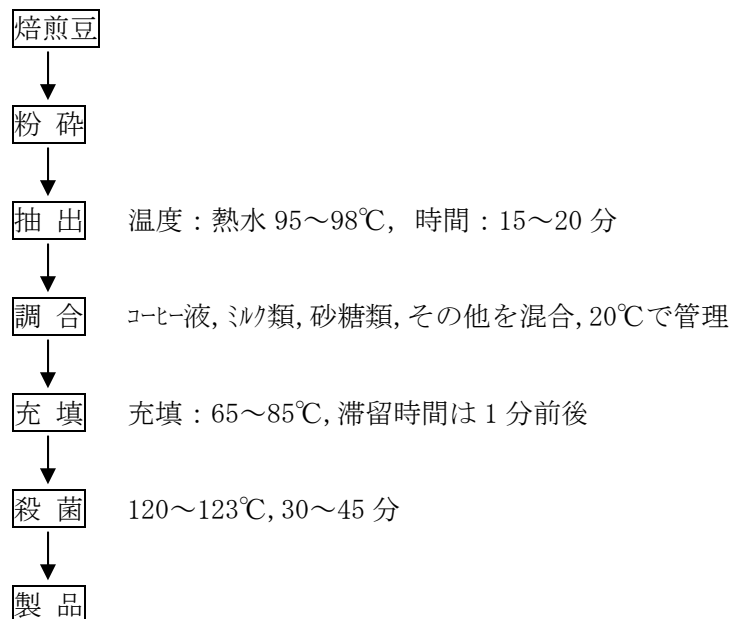 焙煎豆
粉 砕
抽 出 温度：熱水 95～98℃, 時間：15～20 分
調 合 ｺｰﾋｰ液, ﾐﾙｸ類, 砂糖類, その他を混合, 20℃で管理
充 填 充填：65～85℃, 滞留時間は 1 分前後
殺 菌 120～123℃, 30～45 分
製 品